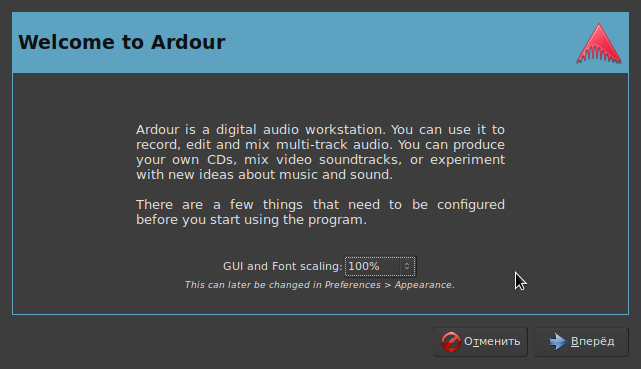 Welcome to Ardour
Ardour is a digital audio workstation. You can use it to
record, edit and mix multi-track audio. You can produce
your own CDs, mix video soundtracks, or experiment
with new ideas about music and sound.
There are a few things that need to be configured
before you start using the program.
GUI and Font scaling: 100%
This can later be changed in Preferences > Appearance.
Отменить Вперёд